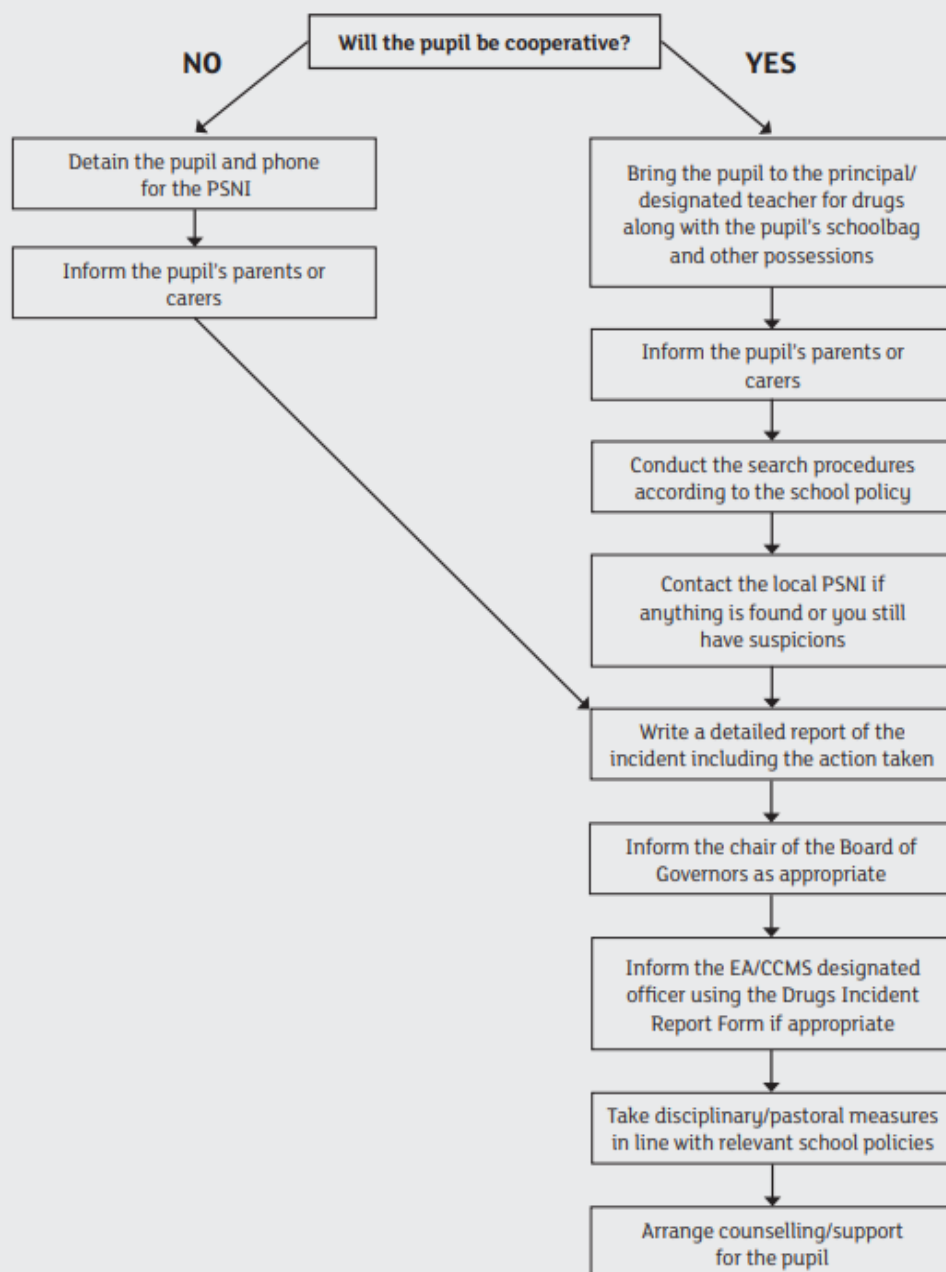 Will the pupil be cooperative?
NO
YES
Detain the pupil and phone
for the PSNI
Inform the pupil's parents or
carers
Bring the pupil to the principal/
designated teacher for drugs
along with the pupil's schoolbag
and other possessions
Inform the pupil's parents or
carers
Conduct the search procedures
according to the school policy
Contact the local PSNI if
anything is found or you still
have suspicions
Write a detailed report of the
incident including the action taken
Inform the chair of the Board of
Governors as appropriate
Inform the EA/CCMS designated
officer using the Drugs Incident
Report Form if appropriate
Take disciplinary/pastoral measures
in line with relevant school policies
Arrange counselling/support
for the pupil